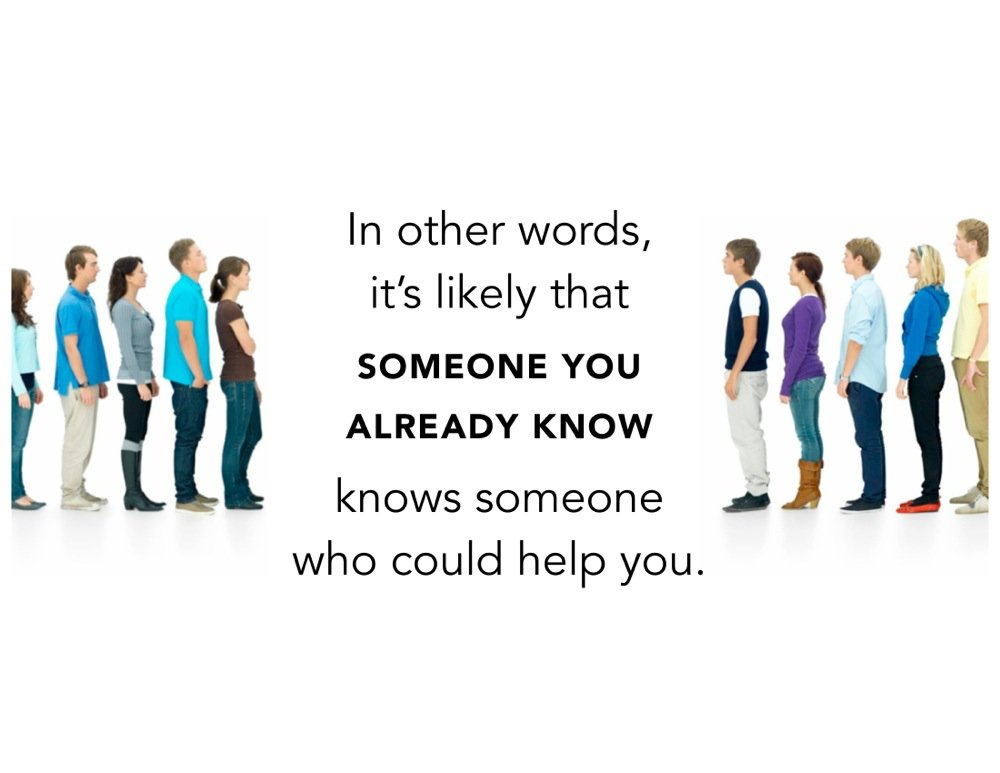 In other words,
it’s likely that
SOMEONE YOU
ALREADY KNOW
knows someone
who could help you.